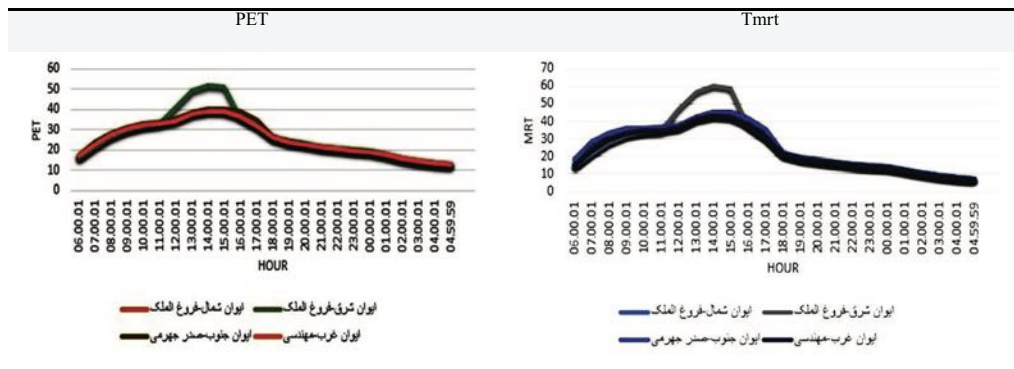 PET Tmrt
60
50
40
30
20
10
0
PET
06.00.01 07.00.01 08.00.01 09.00.01 10.00.01 11.00.01 12.00.01 13.00.01 14.00.01 15.00.01 16.00.01 17.00.01 18.00.01 19.00.01 20.00.01 21.00.01 22.00.01 23.00.01 00.00.01 01.00.01 02.00.01 03.00.01 04.00.01 04.59.59
HOUR
ایوان شمال-فروغ الملک ایوان شرق-فروغ الملک
ایوان جنوب-صدر جهرمی ایوان غرب-مهندسی
70
60
50
40
30
20
10
0
MRT
06.00.01 07.00.01 08.00.01 09.00.01 10.00.01 11.00.01 12.00.01 13.00.01 14.00.01 15.00.01 16.00.01 17.00.01 18.00.01 19.00.01 20.00.01 21.00.01 22.00.01 23.00.01 00.00.01 01.00.01 02.00.01 03.00.01 04.00.01 04.59.59
HOUR
ایوان شمال-فروغ الملک ایوان شرق-فروغ الملک
ایوان جنوب-صدر جهرمی ایوان غرب-مهندسی